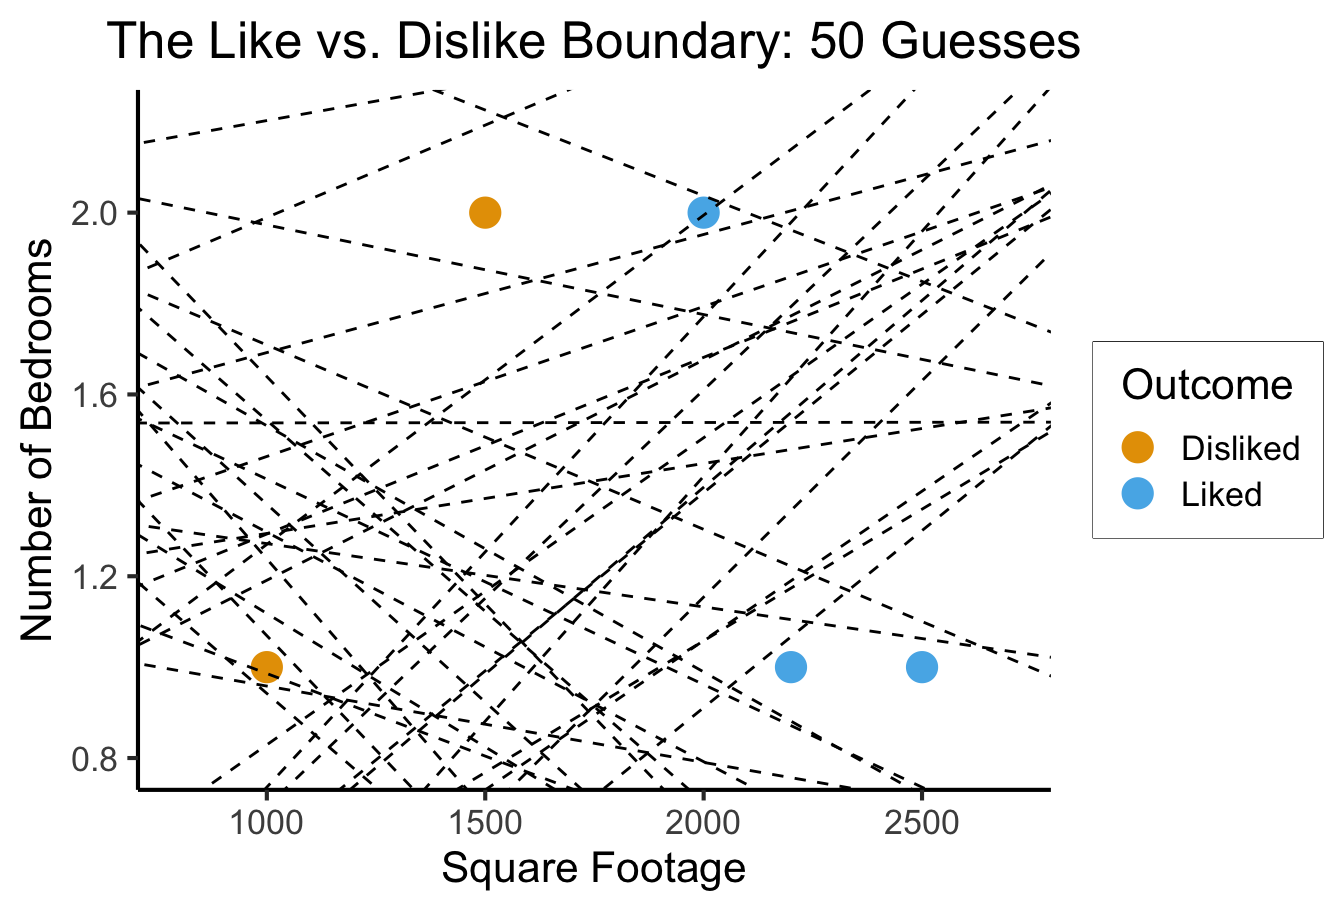 The Like vs. Dislike Boundary: 50 Guesses
Number of Bedrooms
2.0
1.6
1.2
0.8
1000 1500 2000 2500
Square Footage
Outcome
Disliked
Liked